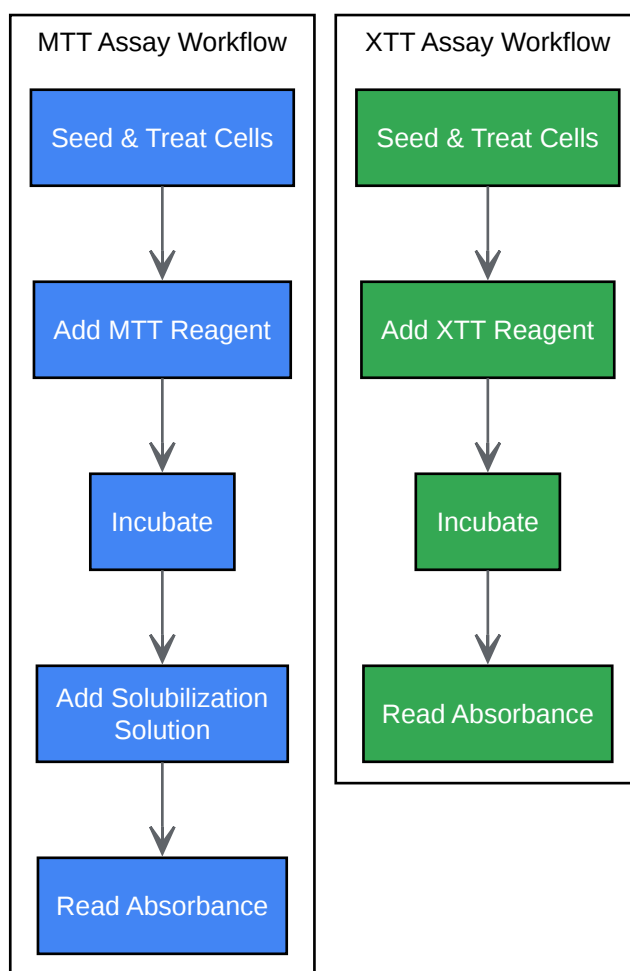 MTT Assay Workflow
Seed & Treat Cells
Add MTT Reagent
Incubate
Add Solubilization
Solution
Read Absorbance
XTT Assay Workflow
Seed & Treat Cells
Add XTT Reagent
Incubate
Read Absorbance